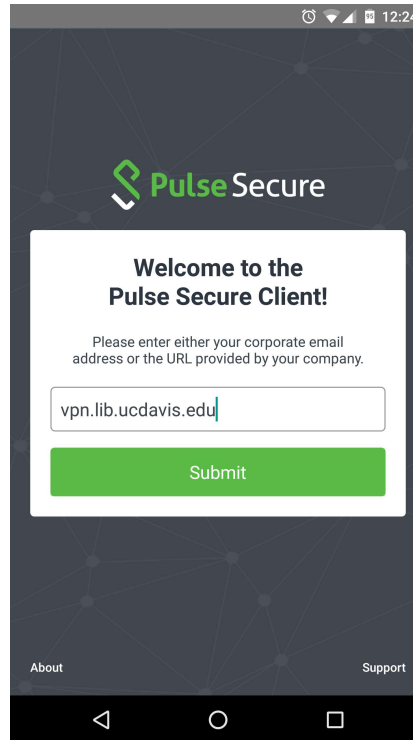 95 12:24
Pulse Secure
Welcome to the
Pulse Secure Client!
Please enter either your corporate email
address or the URL provided by your company.
vpn.lib.ucdavis.edu
Submit
About Support